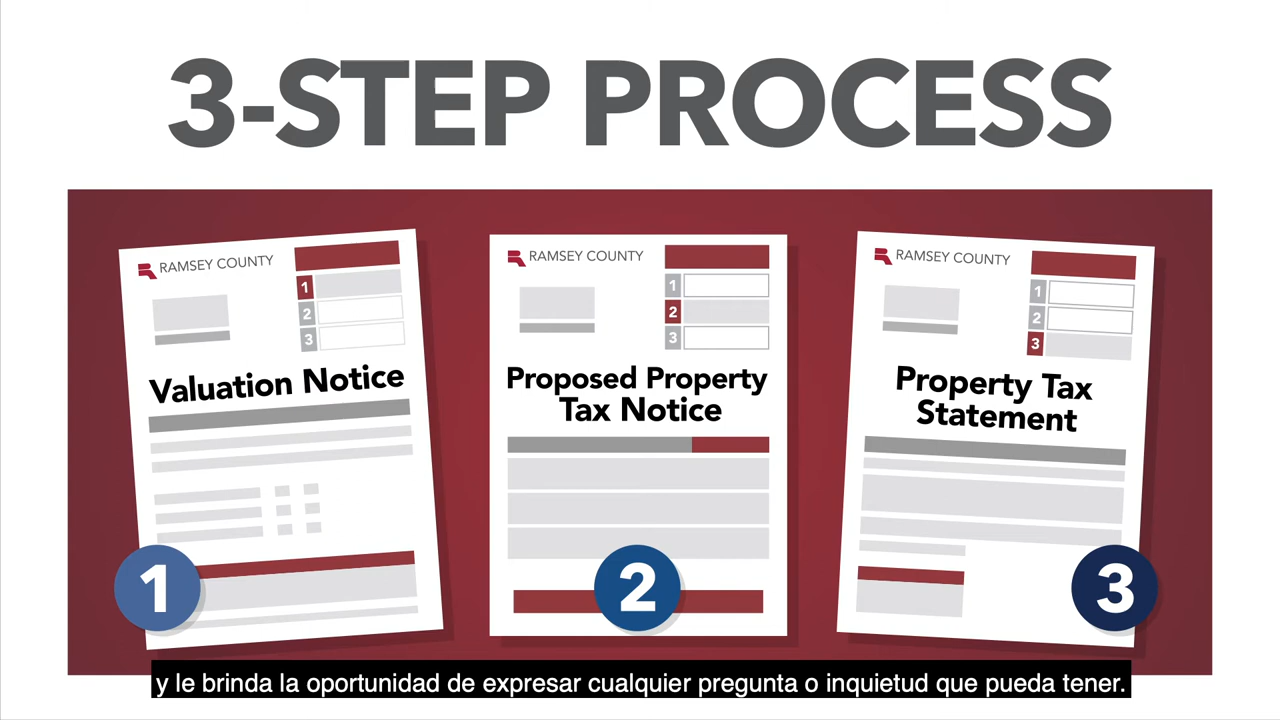 3-STEP PROCESS
RAMSEY COUNTY
1
2
3
Valuation Notice
1
RAMSEY COUNTY
1
2
3
Proposed Property
Tax Notice
2
RAMSEY COUNTY
1
2
3
Property Tax
Statement
3
y le brinda la oportunidad de expresar cualquier pregunta o inquietud que pueda tener.